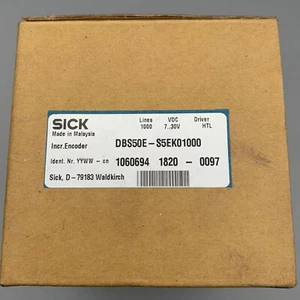 SICK
Made in Malaysia
Lines VDC Driver
1000 7..30V HTL
Incr.Encoder DBS50E-S5EK01000
Ident. Nr. YYWW - cn 1060694 1820 - 0097
Sick, D-79183 Waldkirch